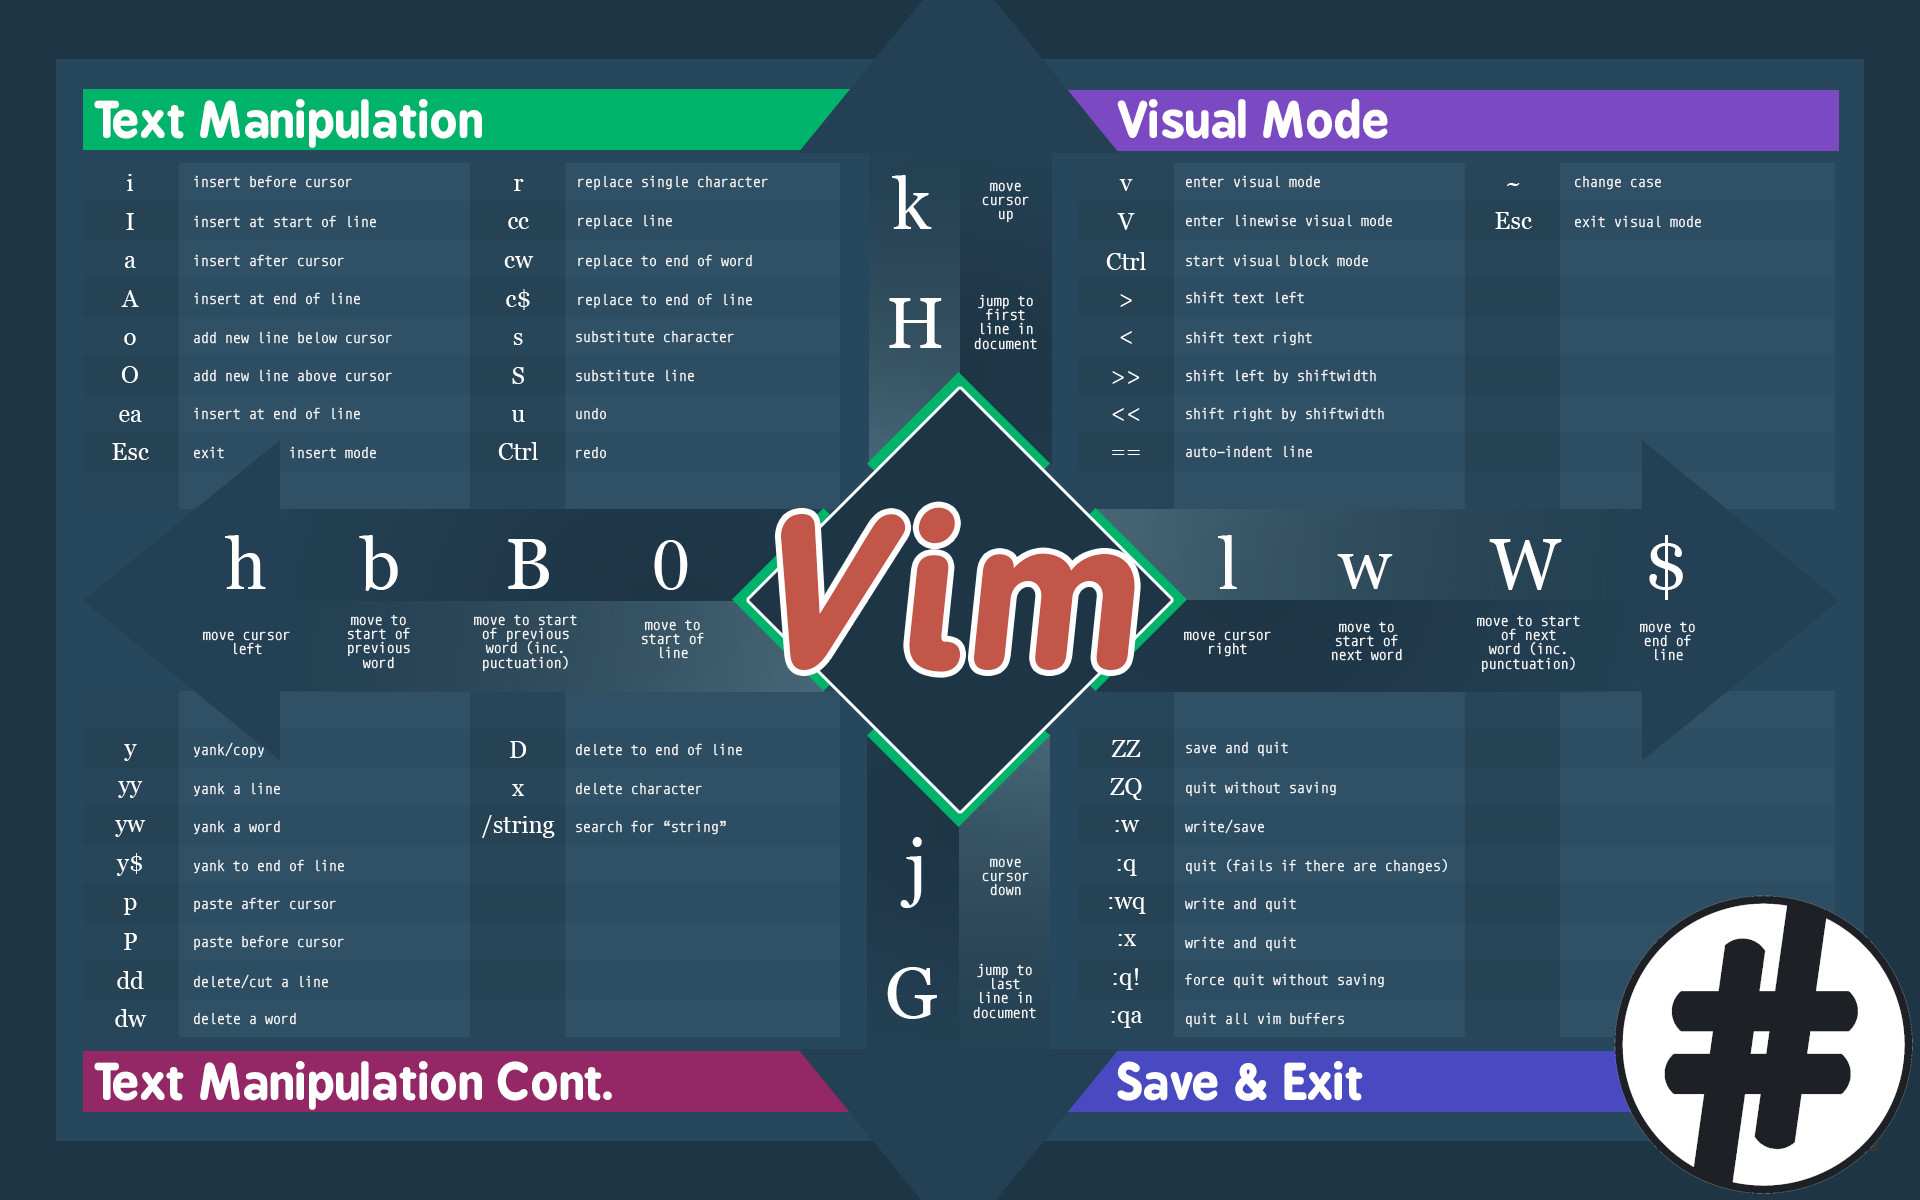 Text Manipulation
i insert before cursor
I insert at start of line
a insert after cursor
A insert at end of line
o add new line below cursor
O add new line above cursor
ea insert at end of line
Esc exit insert mode
r replace single character
cc replace line
cw replace to end of word
c$ replace to end of line
s substitute character
S substitute line
u undo
Ctrl redo
k
move
cursor
up
H
jump to
first
line in
document
Visual Mode
v enter visual mode
V enter linewise visual mode
Ctrl start visual block mode
> shift text left
< shift text right
>> shift left by shiftwidth
<< shift right by shiftwidth
== auto-indent line
~ change case
Esc exit visual mode
h
move cursor
left
b
move to
start of
previous
word
B
move to start
of previous
word (inc.
puctuation)
0
move to
start of
line
Vim
l
move cursor
right
w
move to
start of
next word
W
move to start
of next
word (inc.
punctuation)
$
move to
end of
line
y yank/copy
yy yank a line
yw yank a word
y$ yank to end of line
p paste after cursor
P paste before cursor
dd delete/cut a line
dw delete a word
D delete to end of line
x delete character
/string search for “string”
Text Manipulation Cont.
j
move
cursor
down
G
jump to
last
line in
document
ZZ save and quit
ZQ quit without saving
:w write/save
:q quit (fails if there are changes)
:wq write and quit
:x write and quit
:q! force quit without saving
:qa quit all vim buffers
Save & Exit
#